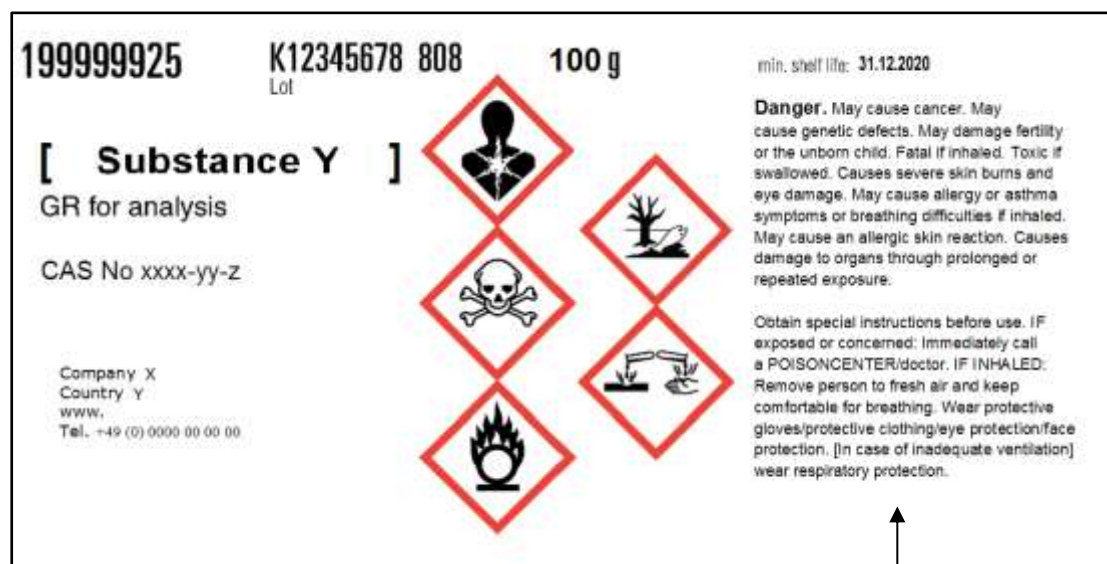 199999925 K12345678 808 100 g
Lot
[ Substance Y ]
GR for analysis
CAS No xxxx-yy-z
Company X
Country Y
www.
Tel. +49 (0) 0000 00 00 00
min. shelf life: 31.12.2020
Danger. May cause cancer. May
cause genetic defects. May damage fertility
or the unborn child. Fatal if inhaled. Toxic if
swallowed. Causes severe skin burns and
eye damage. May cause allergy or asthma
symptoms or breathing difficulties if inhaled.
May cause an allergic skin reaction. Causes
damage to organs through prolonged or
repeated exposure.
Obtain special instructions before use. IF
exposed or concerned: Immediately call
a POISONCENTER/doctor. IF INHALED:
Remove person to fresh air and keep
comfortable for breathing. Wear protective
gloves/protective clothing/eye protection/face
protection. [In case of inadequate ventilation]
wear respiratory protection.